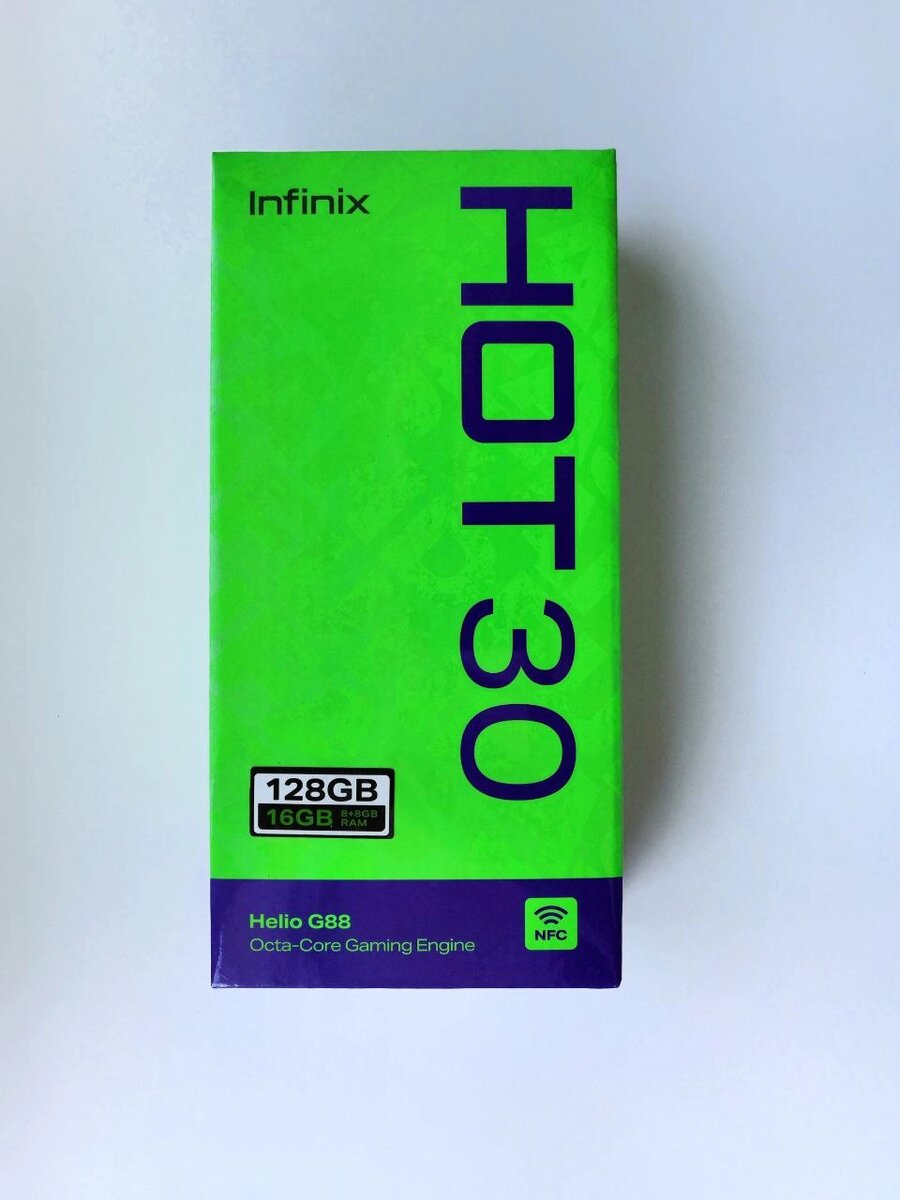 Infinix
HOT 30
128GB
16GB 8+8GB RAM
Helio G88
Octa-Core Gaming Engine
NFC